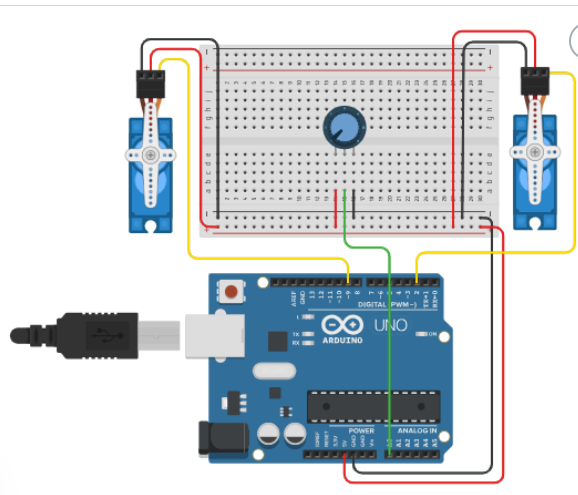 - -
+ +
f g h i j
f g h i j
a b c d e
a b c d e
- -
+ +
L
TX
RX
AREF
GND
13
12
~11
~10
~9
8
7
~6
~5
4
~3
2
TX→1
RX←0
DIGITAL (PWM~)
UNO
ARDUINO
ON
POWER
ANALOG IN
IOREF
RESET
3.3V
5V
GND
GND
Vin
A0
A1
A2
A3
A4
A5